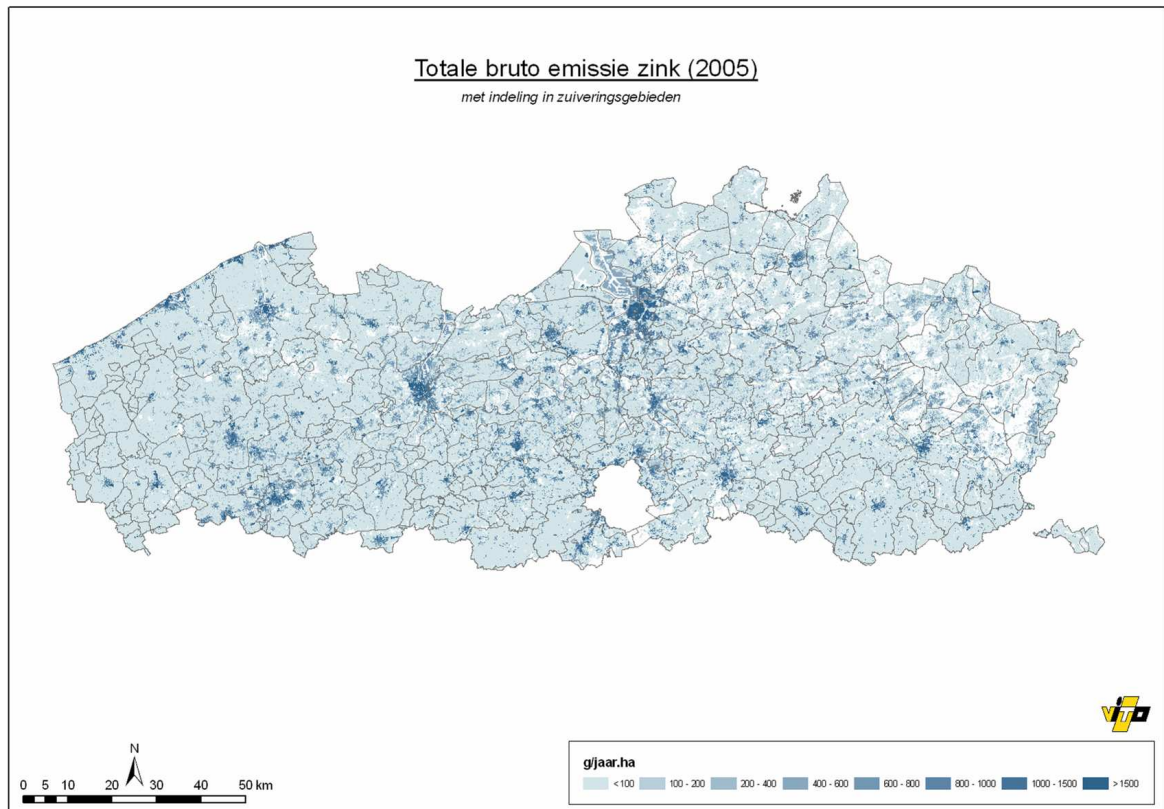 Totale bruto emissie zink (2005)
met indeling in zuiveringsgebieden
vito
N
0 5 10 20 30 40 50 km
g/jaar.ha
< 100 100 - 200 200 - 400 400 - 600 600 - 800 800 - 1000 1000 - 1500 > 1500